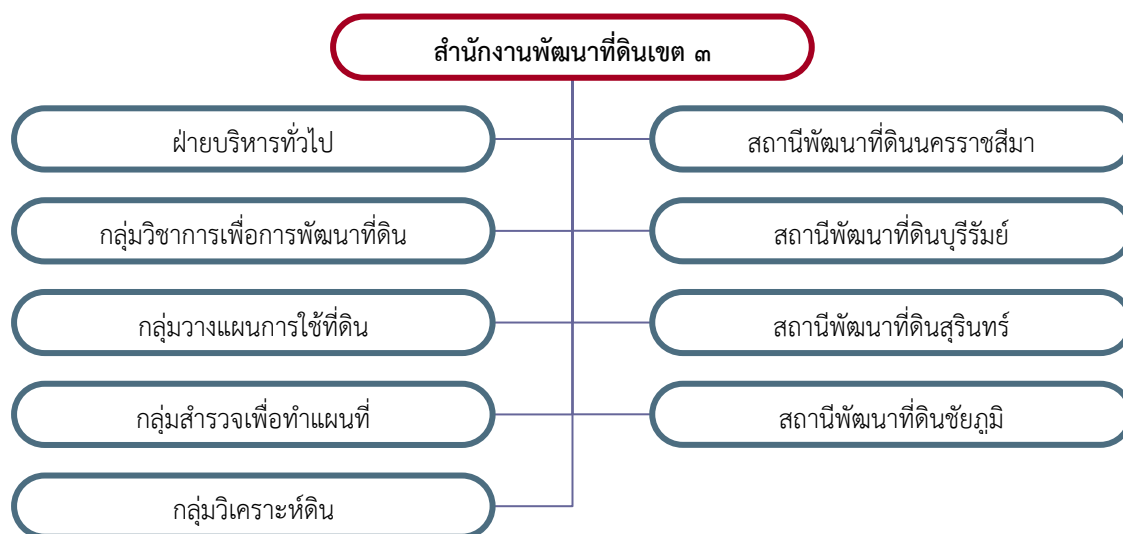 สำนักงานพัฒนาที่ดินเขต ๓
ฝ่ายบริหารทั่วไป
สถานีพัฒนาที่ดินนครราชสีมา
กลุ่มวิชาการเพื่อการพัฒนาที่ดิน
สถานีพัฒนาที่ดินบุรีรัมย์
กลุ่มวางแผนการใช้ที่ดิน
สถานีพัฒนาที่ดินสุรินทร์
กลุ่มสำรวจเพื่อทำแผนที่
สถานีพัฒนาที่ดินชัยภูมิ
กลุ่มวิเคราะห์ดิน